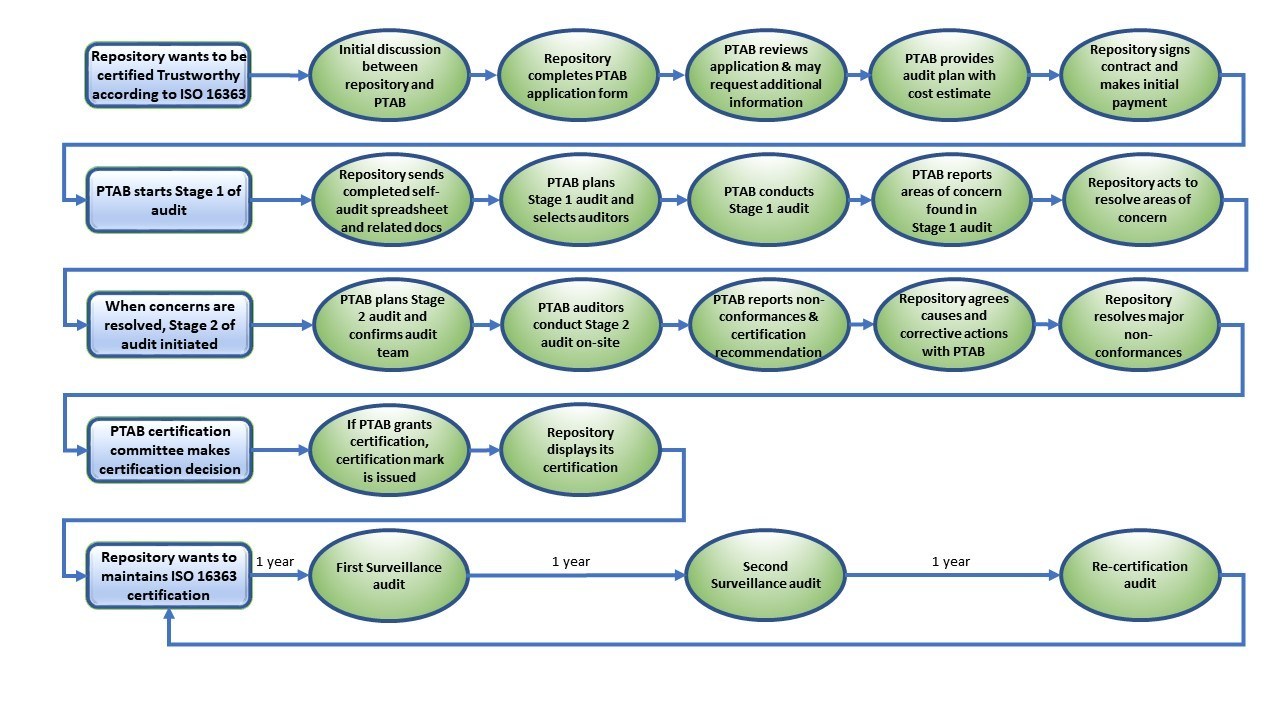 Repository wants to be
certified Trustworthy
according to ISO 16363
Initial discussion
between
repository and
PTAB
Repository
completes PTAB
application form
PTAB reviews
application & may
request additional
information
PTAB provides
audit plan with
cost estimate
Repository signs
contract and
makes initial
payment
PTAB starts Stage 1 of
audit
Repository sends
completed self-
audit spreadsheet
and related docs
PTAB plans
Stage 1 audit and
selects auditors
PTAB conducts
Stage 1 audit
PTAB reports
areas of concern
found in
Stage 1 audit
Repository acts to
resolve areas of
concern
When concerns are
resolved, Stage 2 of
audit initiated
PTAB plans Stage
2 audit and
confirms audit
team
PTAB auditors
conduct Stage 2
audit on-site
PTAB reports non-
conformances &
certification
recommendation
Repository agrees
causes and
corrective actions
with PTAB
Repository
resolves major
non-
conformances
PTAB certification
committee makes
certification decision
If PTAB grants
certification,
certification mark
is issued
Repository
displays its
certification
Repository wants to
maintains ISO 16363
certification
1 year
First Surveillance
audit
1 year
Second
Surveillance audit
1 year
Re-certification
audit